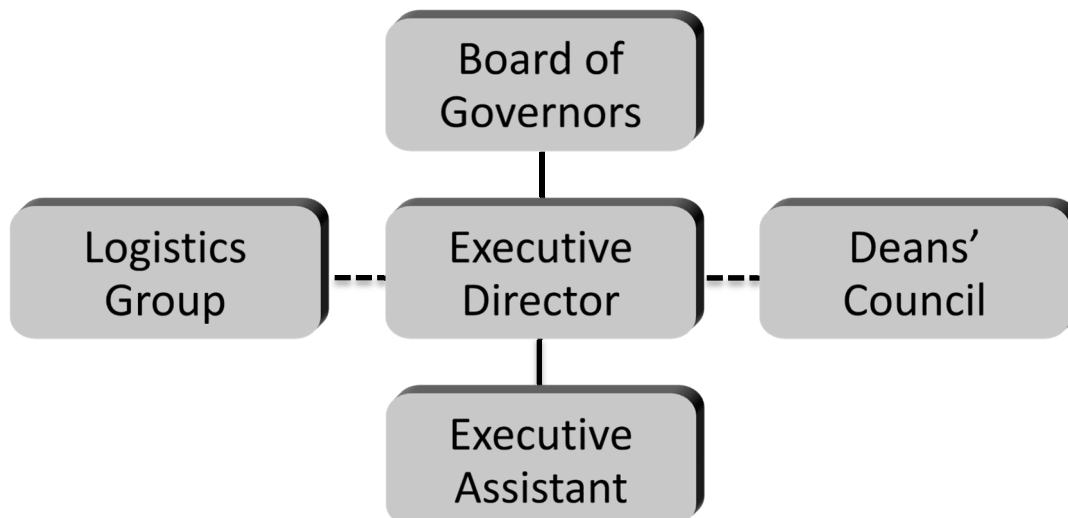 Board of
Governors
Logistics
Group
Executive
Director
Deans’
Council
Executive
Assistant